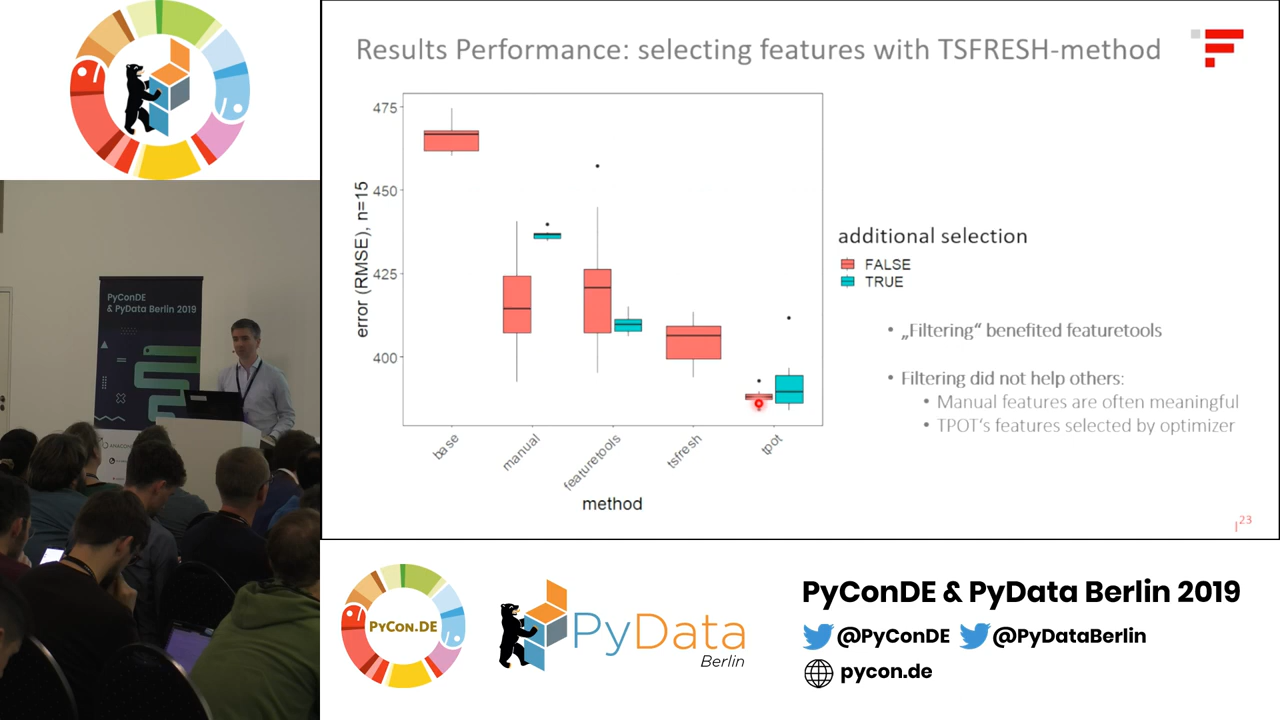 Results Performance: selecting features with TSFRESH-method
475
450
425
400
error (RMSE), n=15
base
manual
featuretools
tsfresh
tpot
method
additional selection
FALSE
TRUE
• „Filtering“ benefited featuretools
• Filtering did not help others:
• Manual features are often meaningful
• TPOT‘s features selected by optimizer
23
PyConDE
& PyData Berlin 2019
PYCON.DE
PyData
Berlin
PyConDE & PyData Berlin 2019
@PyConDE @PyDataBerlin
pycon.de